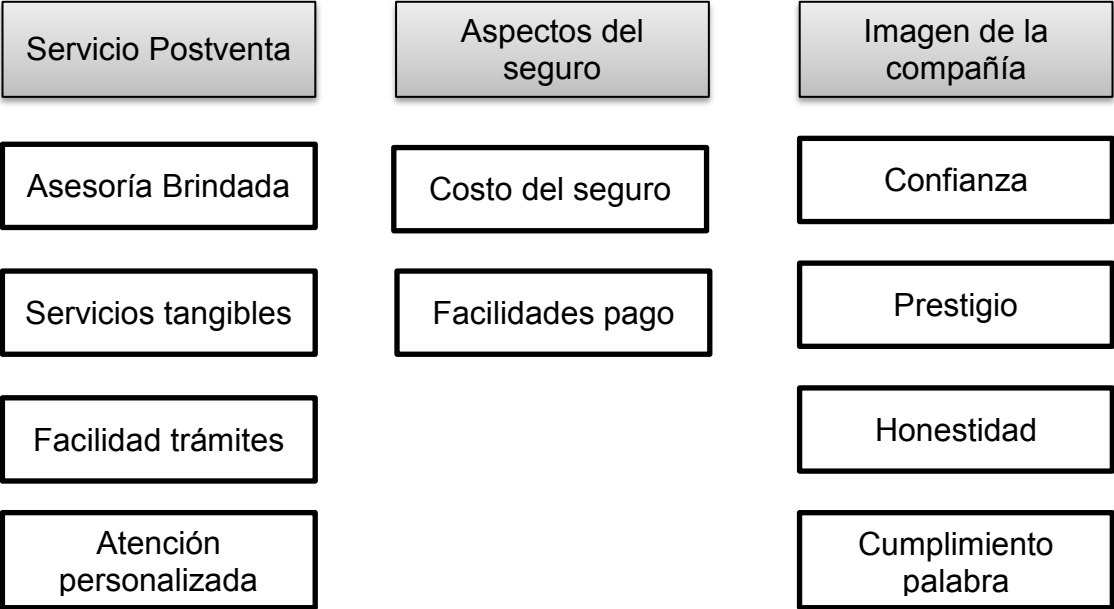 Servicio Postventa
Asesoría Brindada
Servicios tangibles
Facilidad trámites
Atención
personalizada
Aspectos del
seguro
Costo del seguro
Facilidades pago
Imagen de la
compañía
Confianza
Prestigio
Honestidad
Cumplimiento
palabra